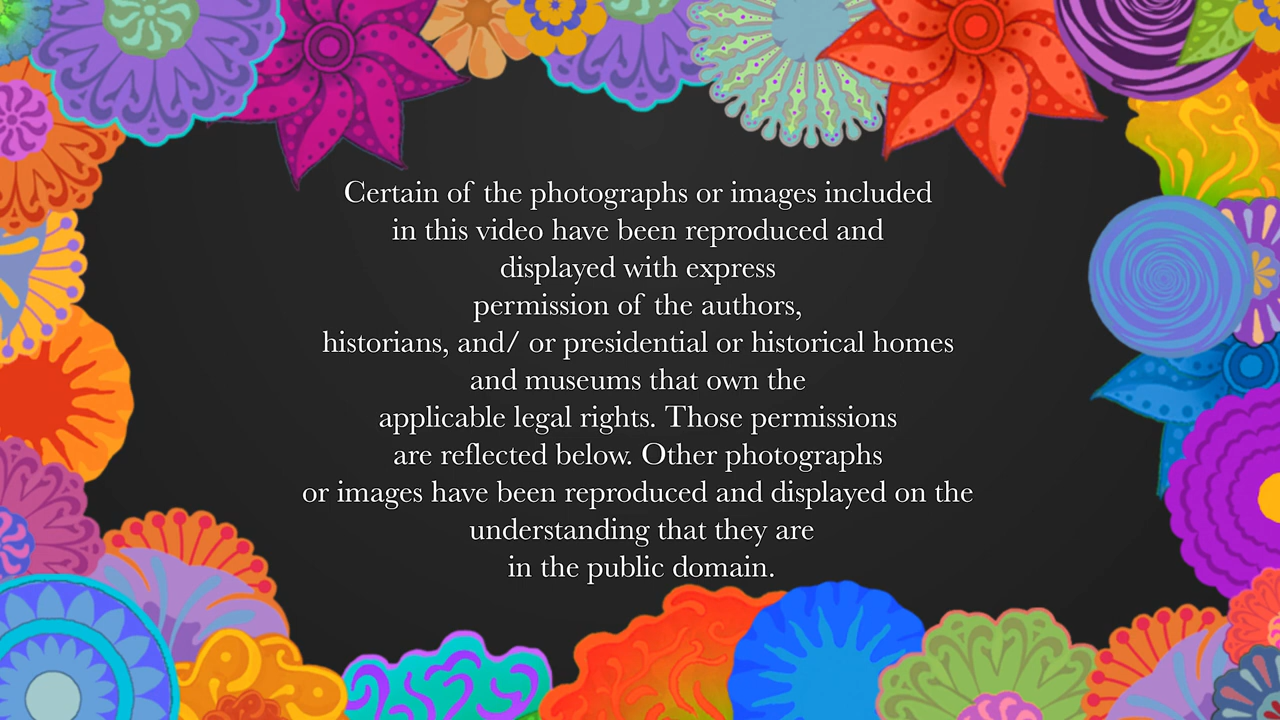 Certain of the photographs or images included
in this video have been reproduced and
displayed with express
permission of the authors,
historians, and/ or presidential or historical homes
and museums that own the
applicable legal rights. Those permissions
are reflected below. Other photographs
or images have been reproduced and displayed on the
understanding that they are
in the public domain.